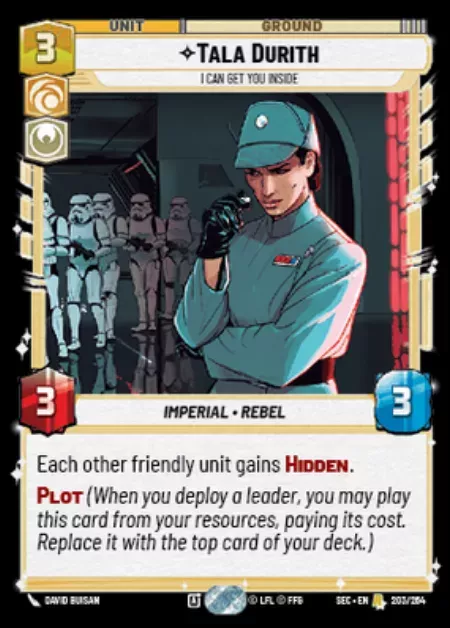 UNIT GROUND
3
TALA DURITH
I CAN GET YOU INSIDE
3 IMPERIAL • REBEL 3
Each other friendly unit gains HIDDEN.
PLOT (When you deploy a leader, you may play
this card from your resources, paying its cost.
Replace it with the top card of your deck.)
DAVID BUISAN A © LFL © FFG SEC • EN 203/264